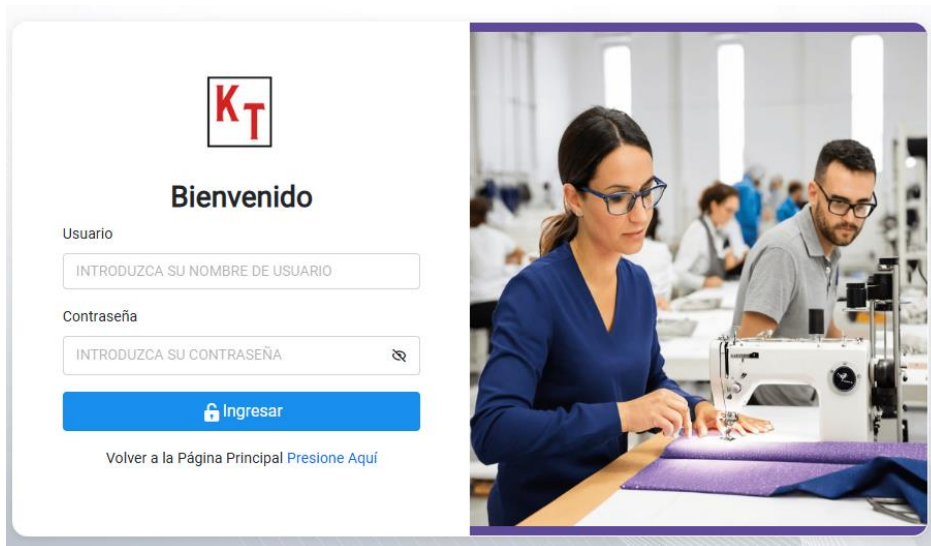 KT
Bienvenido
Usuario
INTRODUZCA SU NOMBRE DE USUARIO
Contraseña
INTRODUZCA SU CONTRASEÑA
Ingresar
Volver a la Página Principal Presione Aquí